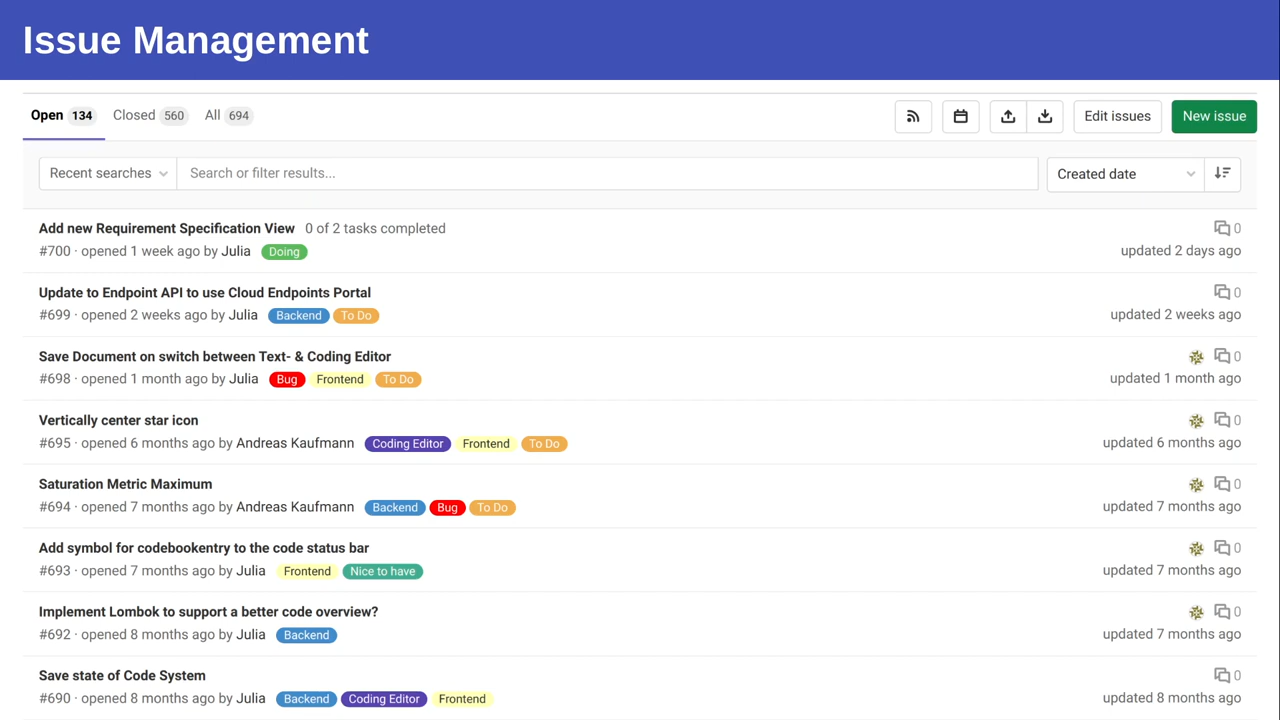 Issue Management
Open 134 Closed 560 All 694 Edit issues New issue
Recent searches Search or filter results... Created date
Add new Requirement Specification View 0 of 2 tasks completed 0
#700 · opened 1 week ago by Julia Doing updated 2 days ago
Update to Endpoint API to use Cloud Endpoints Portal 0
#699 · opened 2 weeks ago by Julia Backend To Do updated 2 weeks ago
Save Document on switch between Text- & Coding Editor 0
#698 · opened 1 month ago by Julia Bug Frontend To Do updated 1 month ago
Vertically center star icon 0
#695 · opened 6 months ago by Andreas Kaufmann Coding Editor Frontend To Do updated 6 months ago
Saturation Metric Maximum 0
#694 · opened 7 months ago by Andreas Kaufmann Backend Bug To Do updated 7 months ago
Add symbol for codebookentry to the code status bar 0
#693 · opened 7 months ago by Julia Frontend Nice to have updated 7 months ago
Implement Lombok to support a better code overview? 0
#692 · opened 8 months ago by Julia Backend updated 7 months ago
Save state of Code System 0
#690 · opened 8 months ago by Julia Backend Coding Editor Frontend updated 8 months ago